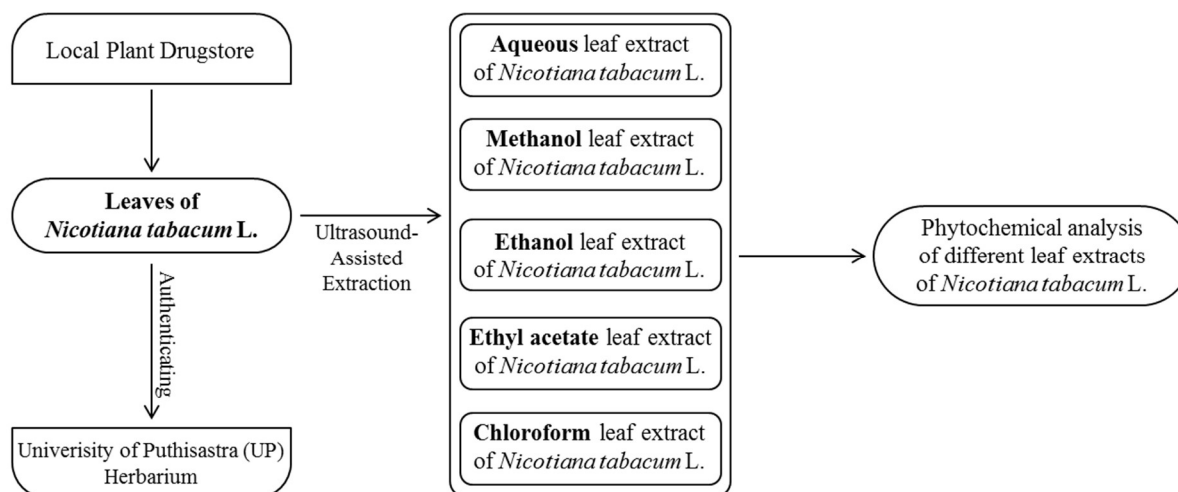 Local Plant Drugstore
Leaves of
Nicotiana tabacum L.
Authenticating
Univerisity of Puthisastra (UP)
Herbarium
Ultrasound-
Assisted
Extraction
Aqueous leaf extract
of Nicotiana tabacum L.
Methanol leaf extract
of Nicotiana tabacum L.
Ethanol leaf extract
of Nicotiana tabacum L.
Ethyl acetate leaf extract
of Nicotiana tabacum L.
Chloroform leaf extract
of Nicotiana tabacum L.
Phytochemical analysis
of different leaf extracts
of Nicotiana tabacum L.